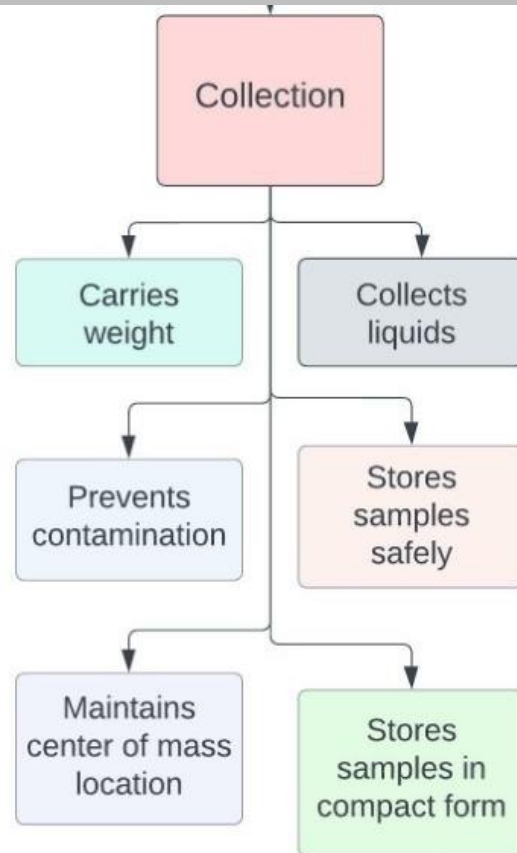 Collection
Carries
weight
Collects
liquids
Prevents
contamination
Stores
samples
safely
Maintains
center of mass
location
Stores
samples in
compact form